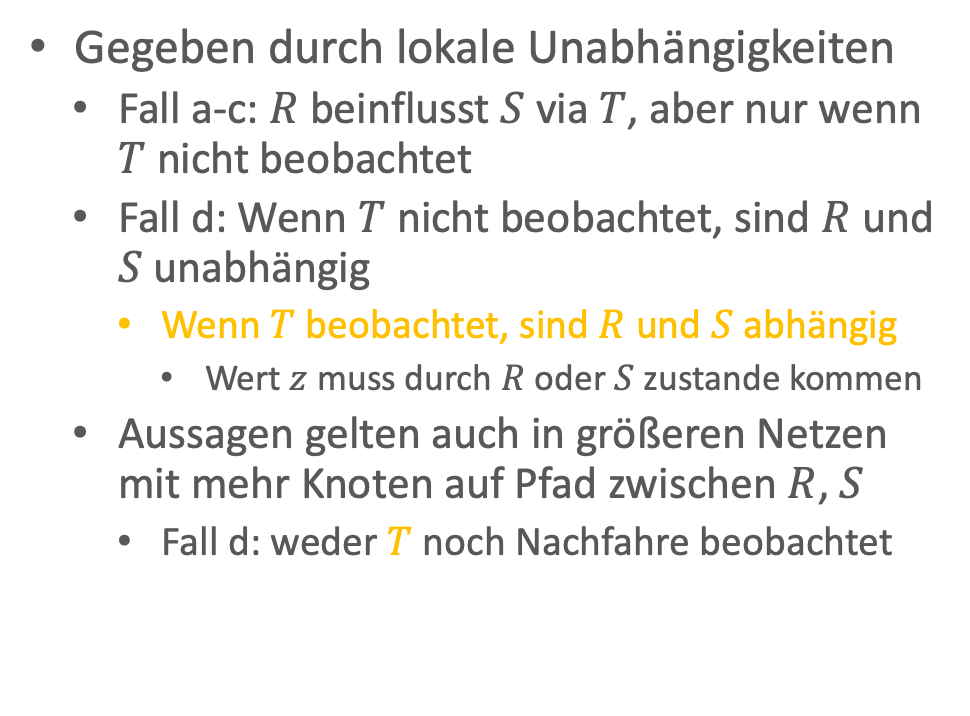 • Gegeben durch lokale Unabhängigkeiten
• Fall a-c: R beinflusst S via T, aber nur wenn
T nicht beobachtet
• Fall d: Wenn T nicht beobachtet, sind R und
S unabhängig
• Wenn T beobachtet, sind R und S abhängig
• Wert z muss durch R oder S zustande kommen
• Aussagen gelten auch in größeren Netzen
mit mehr Knoten auf Pfad zwischen R, S
• Fall d: weder T noch Nachfahre beobachtet